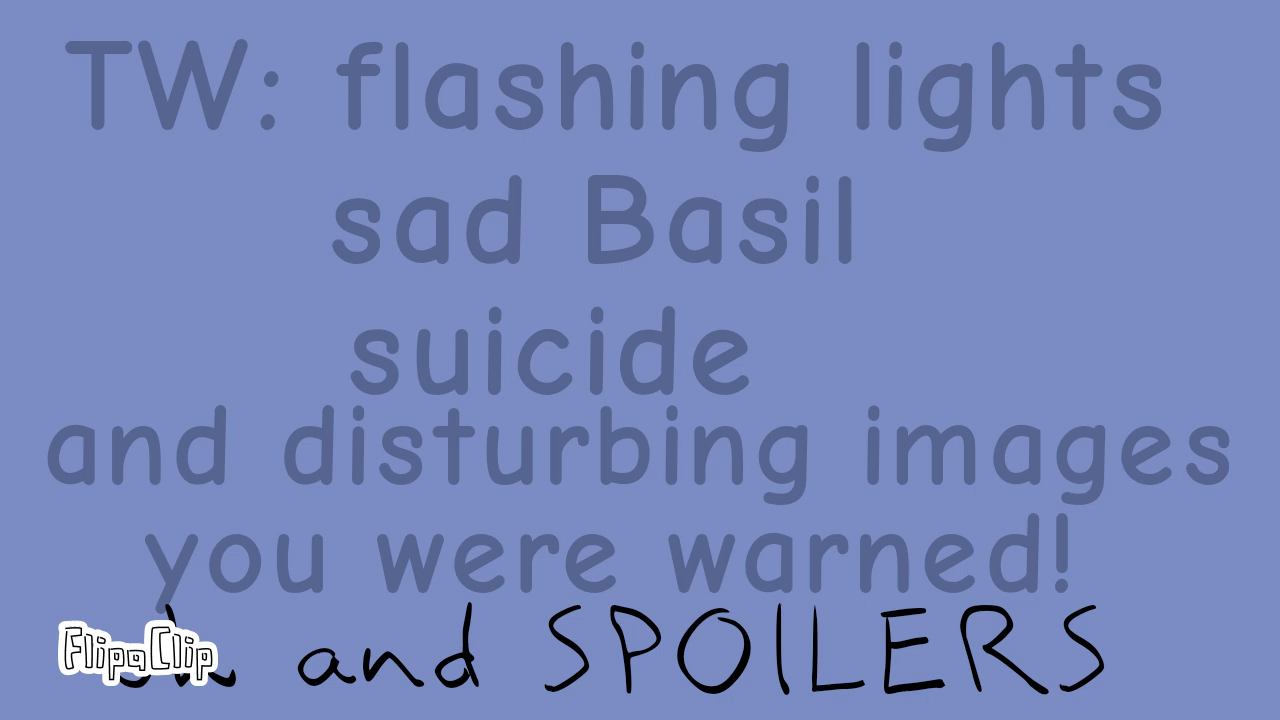 TW: flashing lights
sad Basil
suicide
and disturbing images
you were warned!
and SPOILERS
FlipaClip